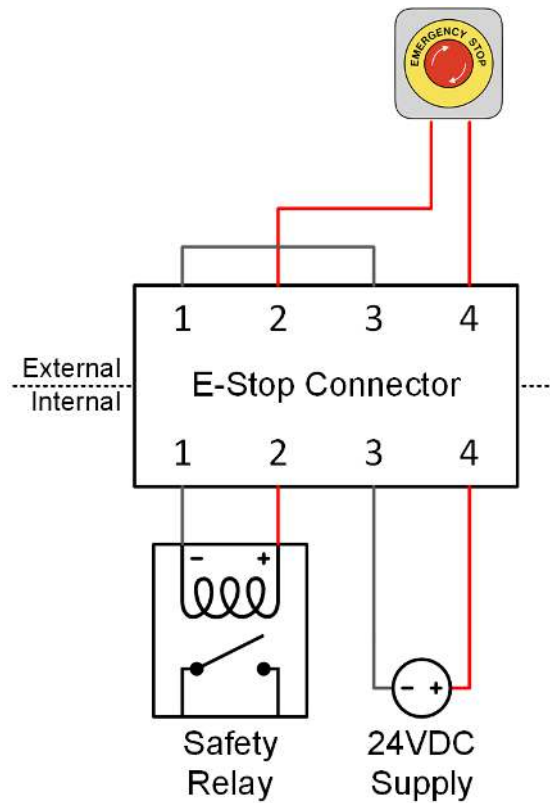 EMERGENCY STOP
1 2 3 4
External
E-Stop Connector
Internal
1 2 3 4
- +
- +
Safety
Relay
24VDC
Supply